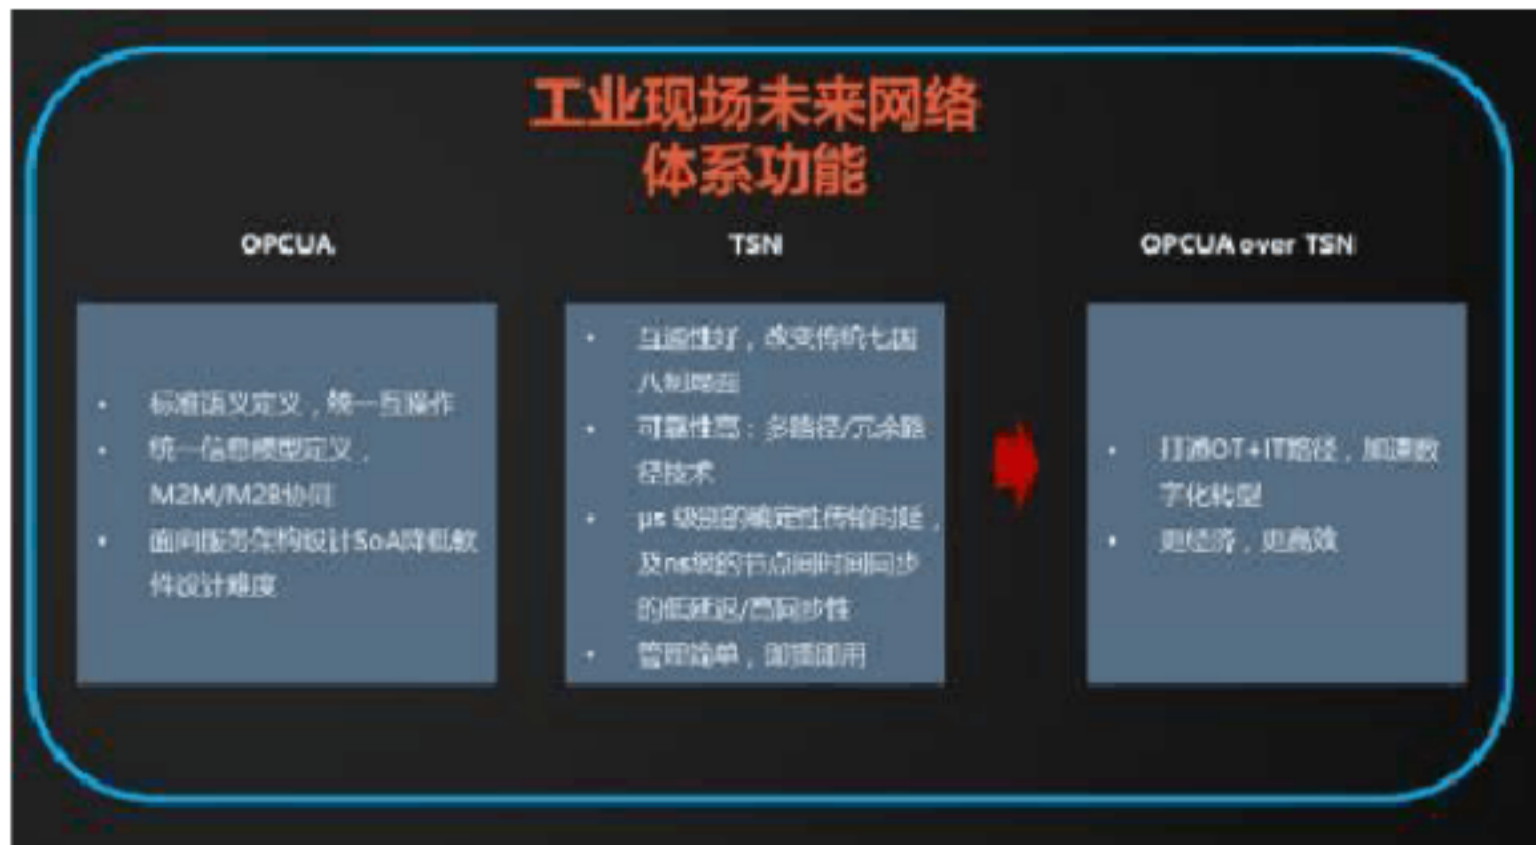 工业现场未来网络
体系功能
OPCUA
TSN
OPCUA over TSN
标准语义定义，统一互操作
统一信息模型定义，
M2M/M2B协同
面向服务架构设计SoA降低软
件设计难度
互通性好，改变传统七国
八制局面
可靠性高：多路径/冗余路
径技术
μs 级别的确定性传输时延，
及ns级的节点间时间同步
的低延迟/高同步性
管理简单，即插即用
打通OT+IT路径，加速数
字化转型
更经济，更高效